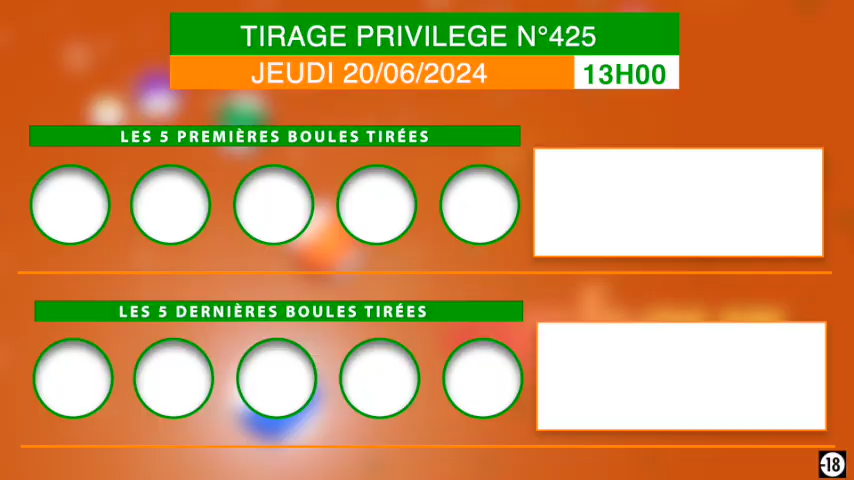 TIRAGE PRIVILEGE N°425
JEUDI 20/06/2024 13H00
LES 5 PREMIÈRES BOULES TIRÉES
LES 5 DERNIÈRES BOULES TIRÉES
-18